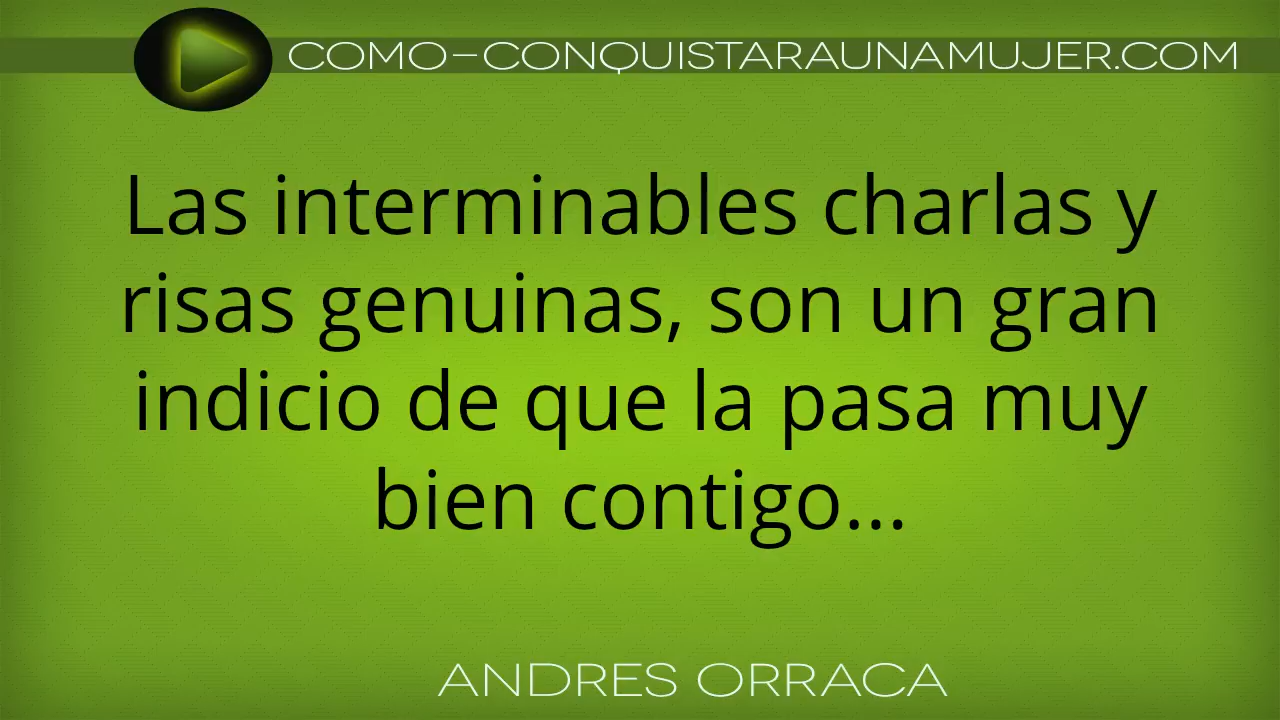 COMO-CONQUISTARAUNAMUJER.COM
Las interminables charlas y
risas genuinas, son un gran
indicio de que la pasa muy
bien contigo...
ANDRES ORRACA